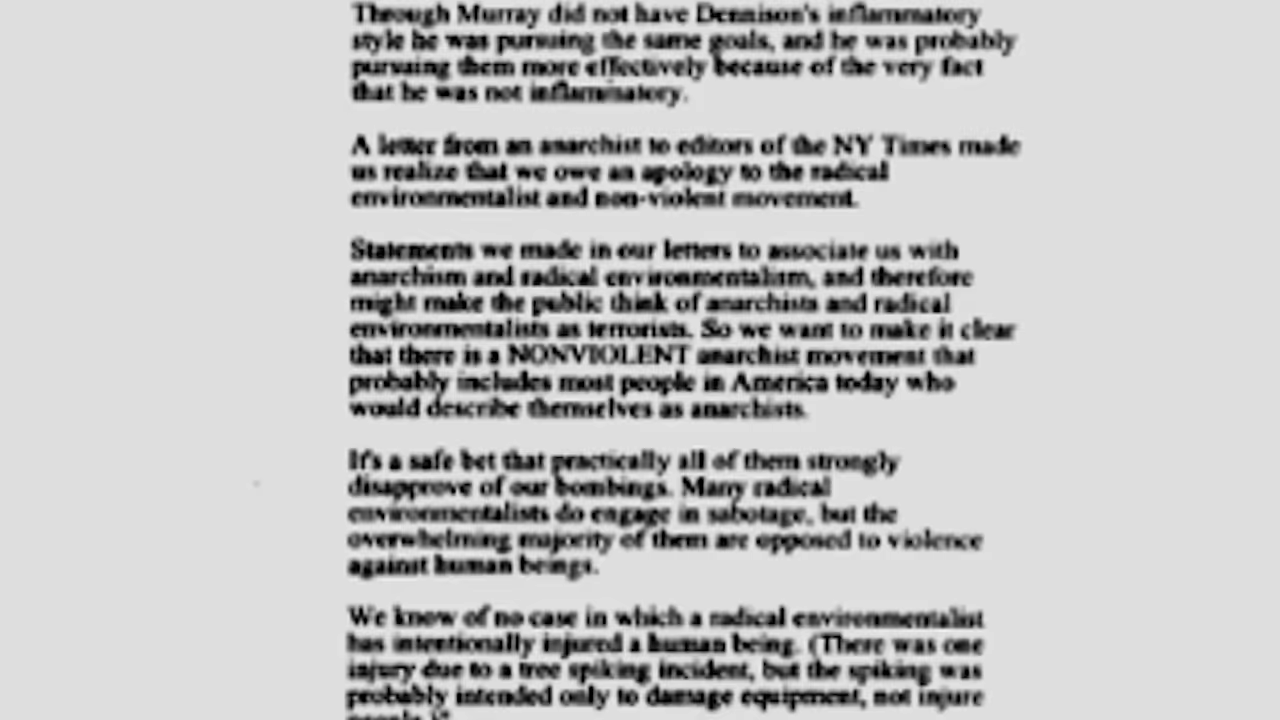 Through Murray did not have Dennison's inflammatory
style he was pursuing the same goals, and he was probably
pursuing them more effectively because of the very fact
that he was not inflammatory.
A letter from an anarchist to editors of the NY Times made
us realize that we owe an apology to the radical
environmentalist and non-violent movement.
Statements we made in our letters to associate us with
anarchism and radical environmentalism, and therefore
might make the public think of anarchists and radical
environmentalists as terrorists. So we want to make it clear
that there is a NONVIOLENT anarchist movement that
probably includes most people in America today who
would describe themselves as anarchists.
It's a safe bet that practically all of them strongly
disapprove of our bombings. Many radical
environmentalists do engage in sabotage, but the
overwhelming majority of them are opposed to violence
against human beings.
We know of no case in which a radical environmentalist
has intentionally injured a human being. (There was one
injury due to a tree spiking incident, but the spiking was
probably intended only to damage equipment, not injure